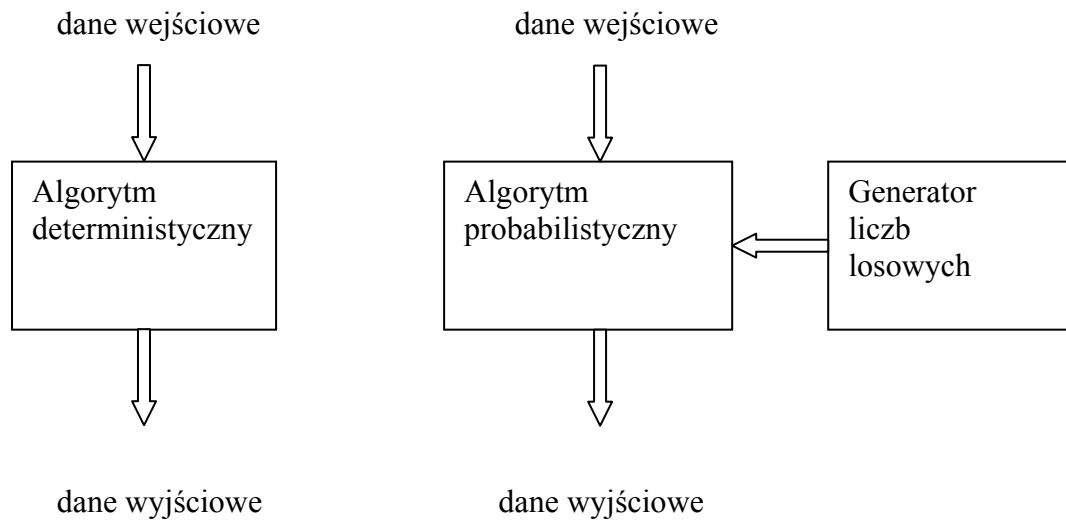 dane wejściowe
dane wejściowe
Algorytm
deterministyczny
Algorytm
probabilistyczny
Generator
liczb
losowych
dane wyjściowe
dane wyjściowe